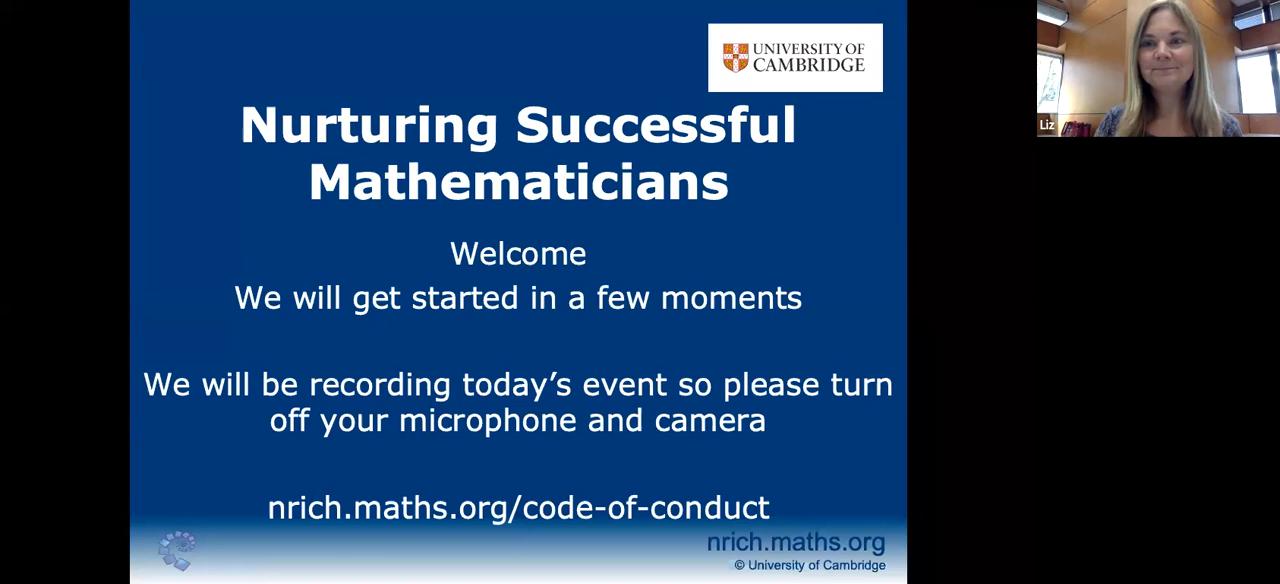 UNIVERSITY OF
CAMBRIDGE
Nurturing Successful
Mathematicians
Welcome
We will get started in a few moments
We will be recording today’s event so please turn
off your microphone and camera
nrich.maths.org/code-of-conduct
nrich.maths.org
© University of Cambridge
Liz